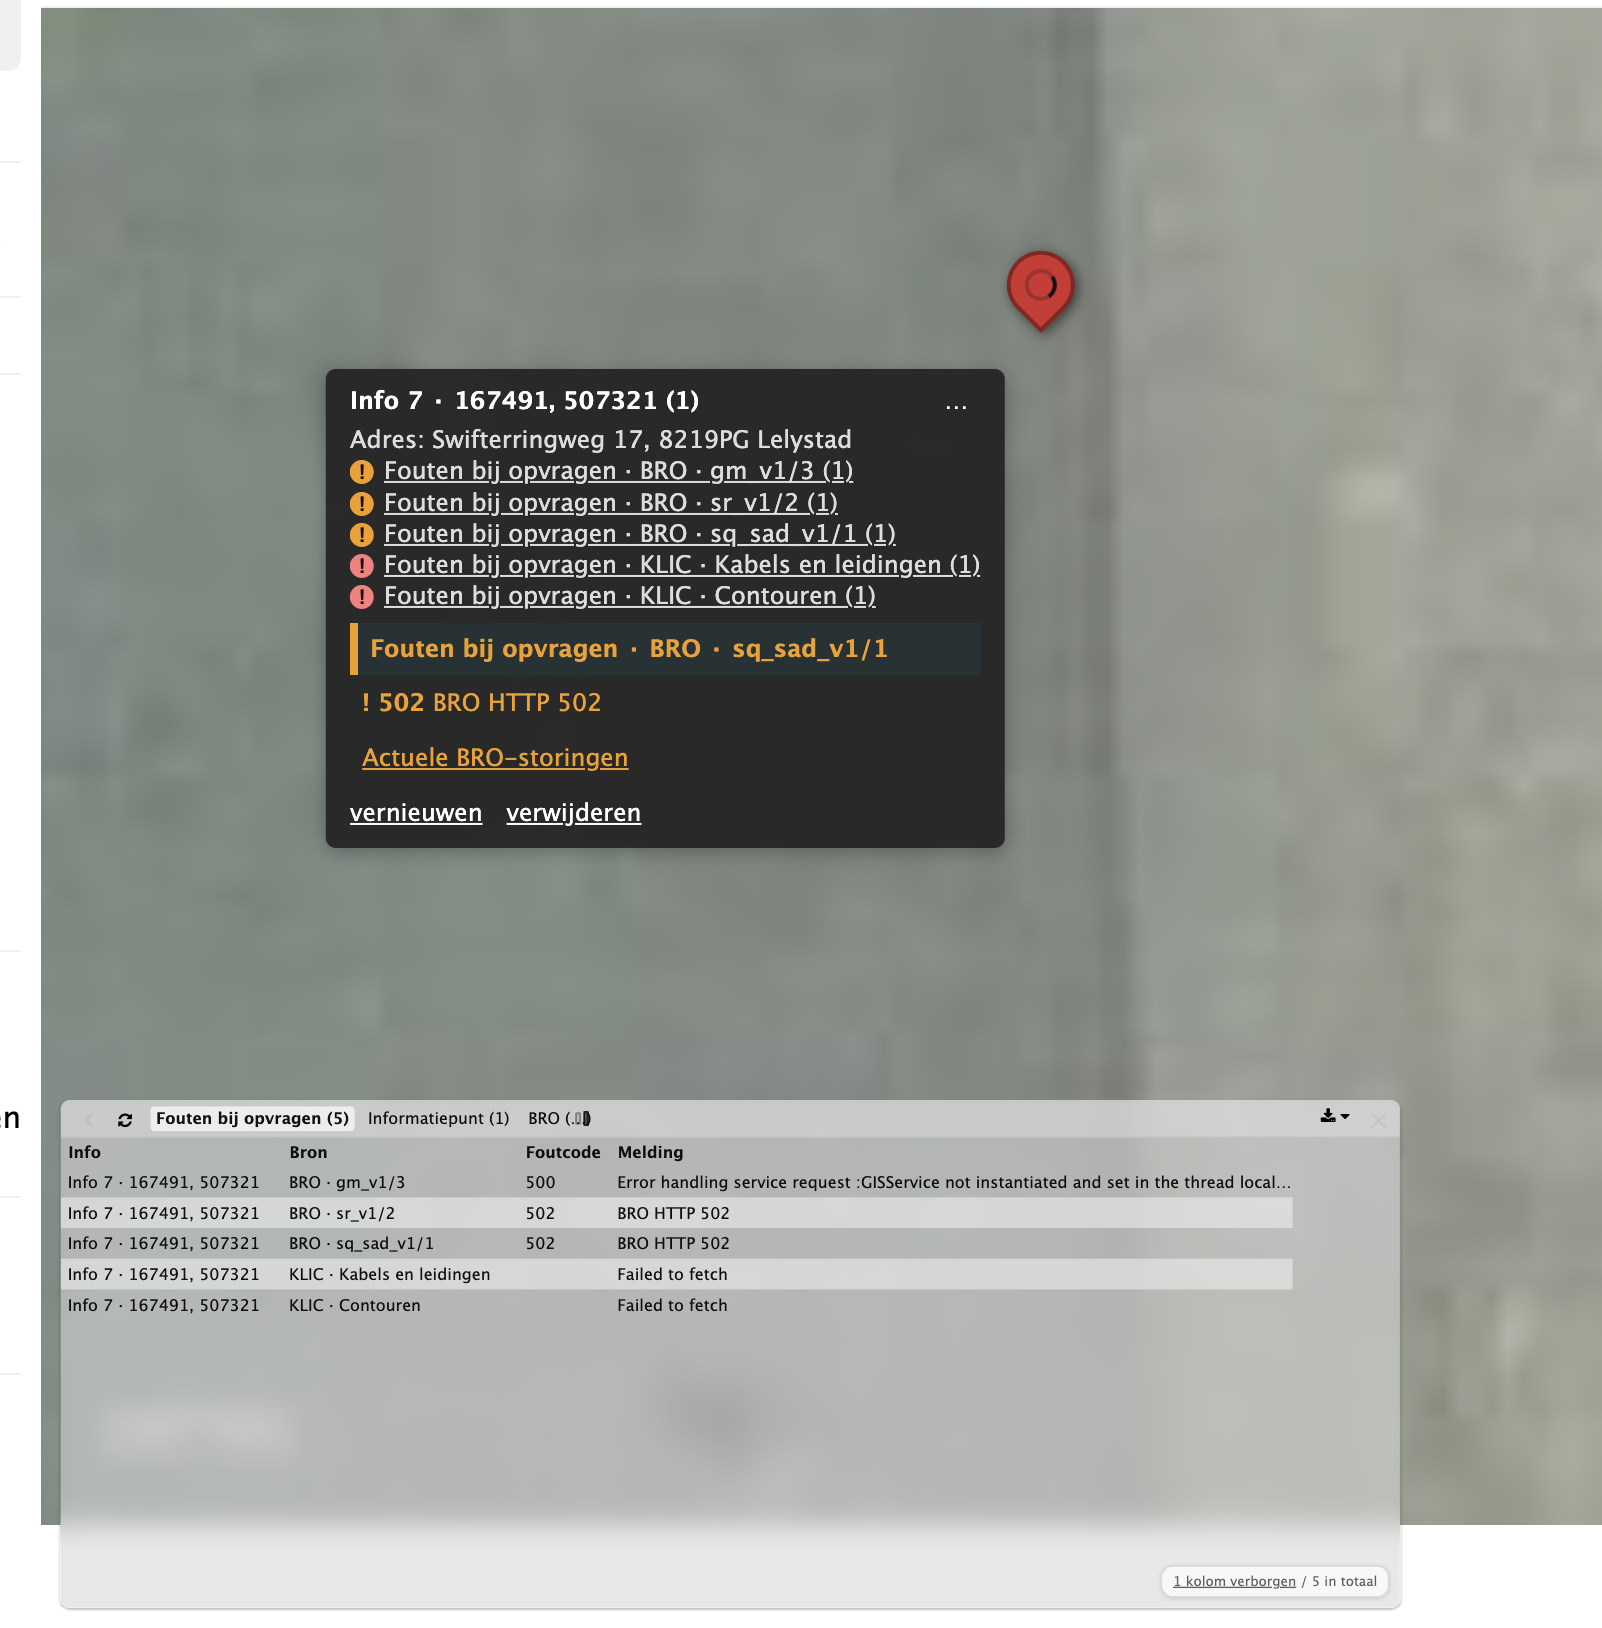 Info 7 · 167491, 507321 (1) ...
Adres: Swifterringweg 17, 8219PG Lelystad
! Fouten bij opvragen · BRO · gm_v1/3 (1)
! Fouten bij opvragen · BRO · sr_v1/2 (1)
! Fouten bij opvragen · BRO · sq_sad_v1/1 (1)
! Fouten bij opvragen · KLIC · Kabels en leidingen (1)
! Fouten bij opvragen · KLIC · Contouren (1)
Fouten bij opvragen · BRO · sq_sad_v1/1
! 502 BRO HTTP 502
Actuele BRO-storingen
vernieuwen verwijderen
en
Fouten bij opvragen (5) Informatiepunt (1) BRO (..
Info Bron Foutcode Melding
Info 7 · 167491, 507321 BRO · gm_v1/3 500 Error handling service request :GISService not instantiated and set in the thread local...
Info 7 · 167491, 507321 BRO · sr_v1/2 502 BRO HTTP 502
Info 7 · 167491, 507321 BRO · sq_sad_v1/1 502 BRO HTTP 502
Info 7 · 167491, 507321 KLIC · Kabels en leidingen Failed to fetch
Info 7 · 167491, 507321 KLIC · Contouren Failed to fetch
1 kolom verborgen / 5 in totaal